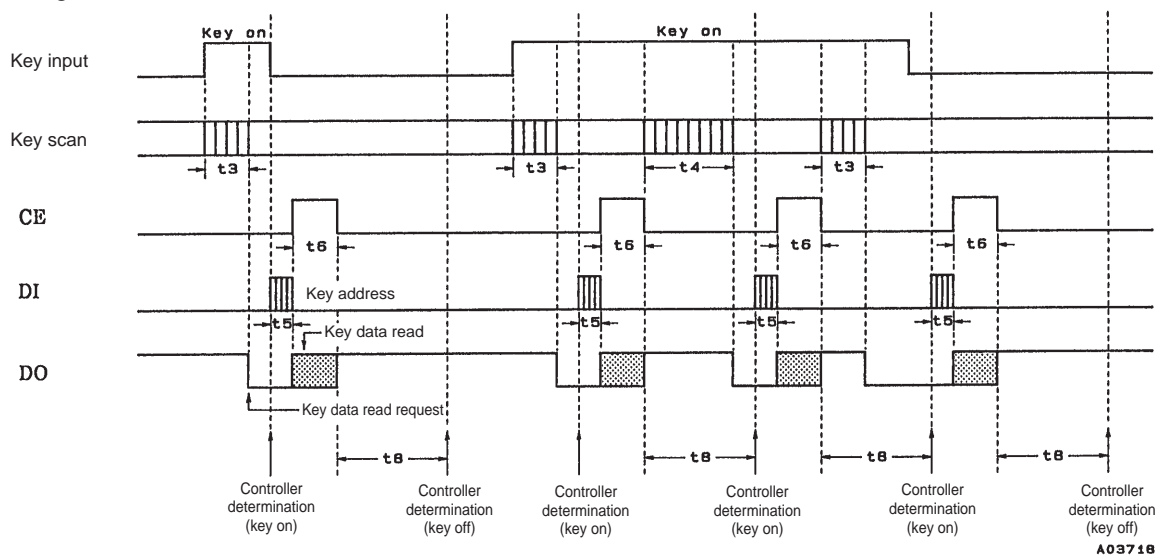 Key on
Key on
Key input
Key scan
t3
t3
t4
t3
CE
t6
t6
t6
t6
DI
Key address
t5
t5
t5
t5
Key data read
DO
Key data read request
t8
t8
t8
t8
Controller
determination
(key on)
Controller
determination
(key off)
Controller
determination
(key on)
Controller
determination
(key on)
Controller
determination
(key on)
Controller
determination
(key off)
A03718